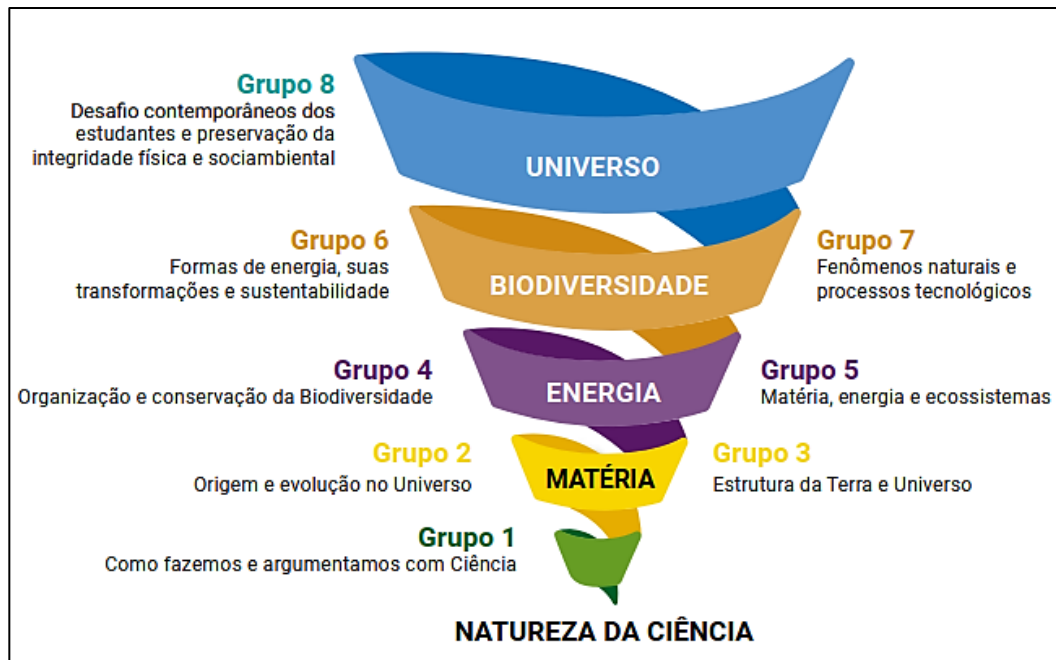 Grupo 8
Desafio contemporâneos dos
estudantes e preservação da
integridade física e sociambiental
UNIVERSO
Grupo 6
Formas de energia, suas
transformações e sustentabilidade
BIODIVERSIDADE
Grupo 7
Fenômenos naturais e
processos tecnológicos
Grupo 4
Organização e conservação da Biodiversidade
ENERGIA
Grupo 5
Matéria, energia e ecossistemas
Grupo 2
Origem e evolução no Universo
MATÉRIA
Grupo 3
Estrutura da Terra e Universo
Grupo 1
Como fazemos e argumentamos com Ciência
NATUREZA DA CIÊNCIA